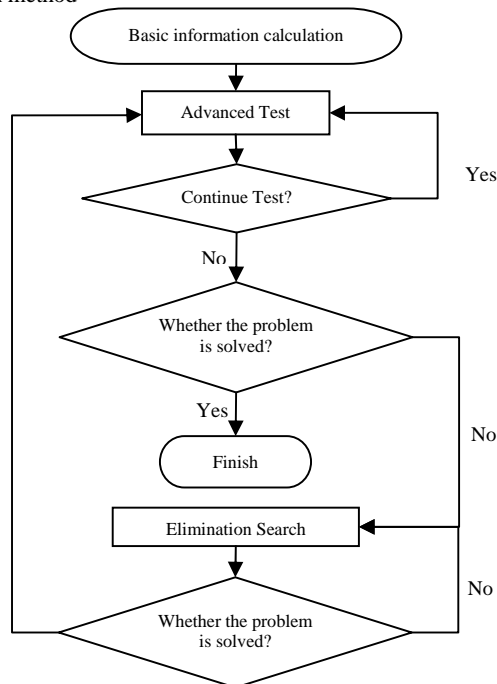 Basic information calculation
Advanced Test
Yes
Continue Test?
No
Whether the problem
is solved?
Yes
No
Finish
Elimination Search
No
Whether the problem
is solved?